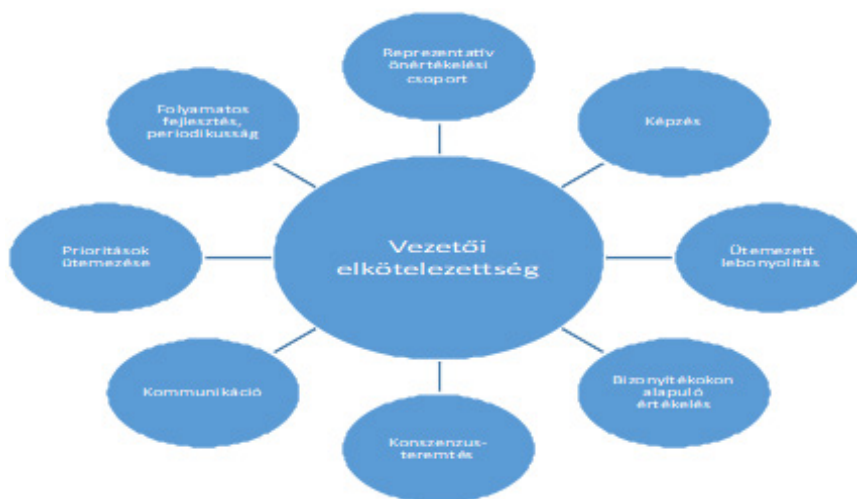 Reprezentatív
önértékelési
csoport
Képzés
Ütemezett
lebonyolítás
Bizonyítékokon
alapuló
értékelés
Konszenzus-
teremtés
Kommunikáció
Prioritások
ütemezése
Folyamatos
fejlesztés,
periodikusság
Vezetői
elkötelezettség